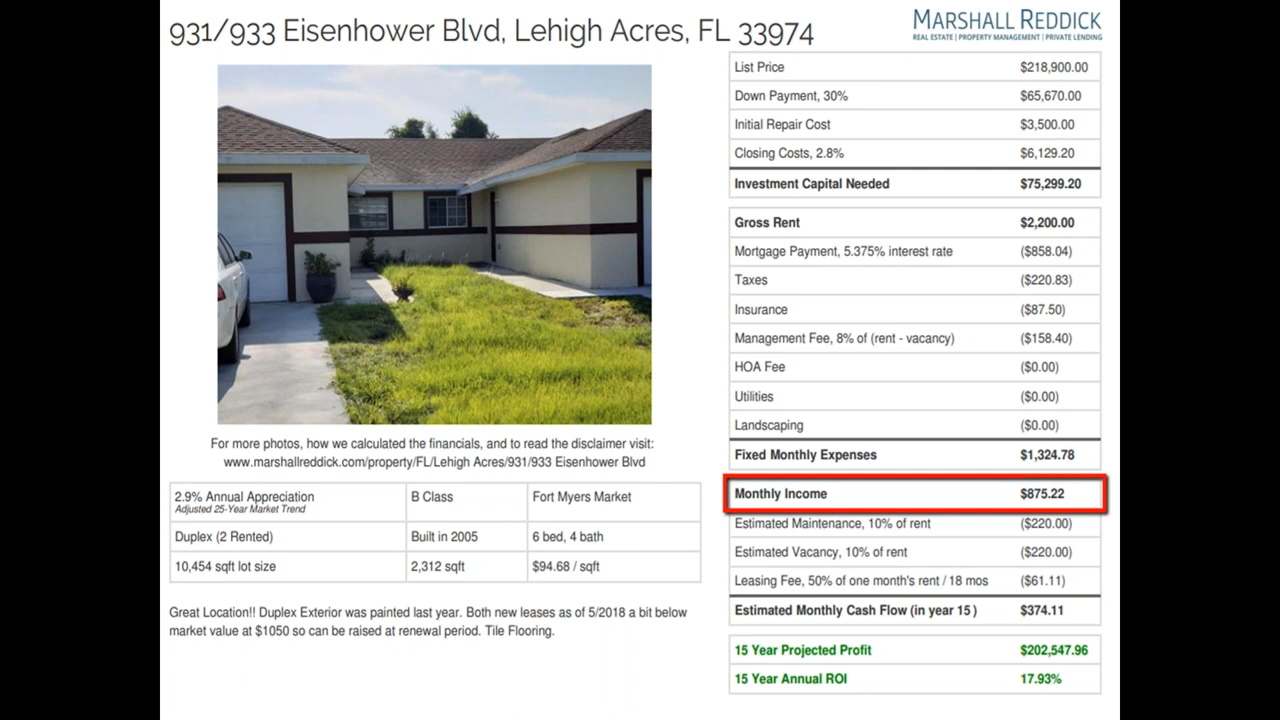 931/933 Eisenhower Blvd, Lehigh Acres, FL 33974
MARSHALL REDDICK
REAL ESTATE | PROPERTY MANAGEMENT | PRIVATE LENDING
For more photos, how we calculated the financials, and to read the disclaimer visit:
www.marshallreddick.com/property/FL/Lehigh Acres/931/933 Eisenhower Blvd
2.9% Annual Appreciation B Class Fort Myers Market
Adjusted 25-Year Market Trend
Duplex (2 Rented) Built in 2005 6 bed, 4 bath
10,454 sqft lot size 2,312 sqft $94.68 / sqft
Great Location!! Duplex Exterior was painted last year. Both new leases as of 5/2018 a bit below
market value at $1050 so can be raised at renewal period. Tile Flooring.
List Price $218,900.00
Down Payment, 30% $65,670.00
Initial Repair Cost $3,500.00
Closing Costs, 2.8% $6,129.20
Investment Capital Needed $75,299.20
Gross Rent $2,200.00
Mortgage Payment, 5.375% interest rate ($858.04)
Taxes ($220.83)
Insurance ($87.50)
Management Fee, 8% of (rent - vacancy) ($158.40)
HOA Fee ($0.00)
Utilities ($0.00)
Landscaping ($0.00)
Fixed Monthly Expenses $1,324.78
Monthly Income $875.22
Estimated Maintenance, 10% of rent ($220.00)
Estimated Vacancy, 10% of rent ($220.00)
Leasing Fee, 50% of one month's rent / 18 mos ($61.11)
Estimated Monthly Cash Flow (in year 15 ) $374.11
15 Year Projected Profit $202,547.96
15 Year Annual ROI 17.93%